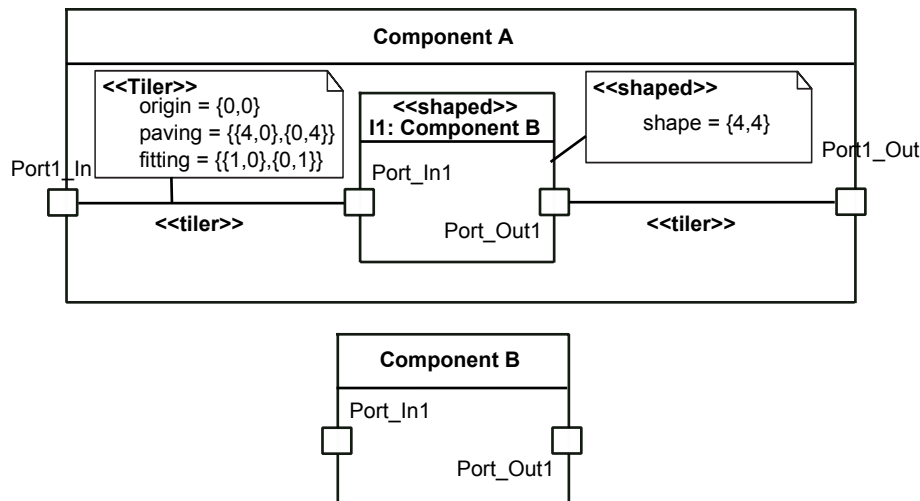 Component A
<<Tiler>>
origin = {0,0}
paving = {{4,0},{0,4}}
fitting = {{1,0},{0,1}}
<<shaped>>
I1: Component B
<<shaped>>
shape = {4,4}
Port1_In
Port1_Out
Port_In1
Port_Out1
<<tiler>>
<<tiler>>
Component B
Port_In1
Port_Out1